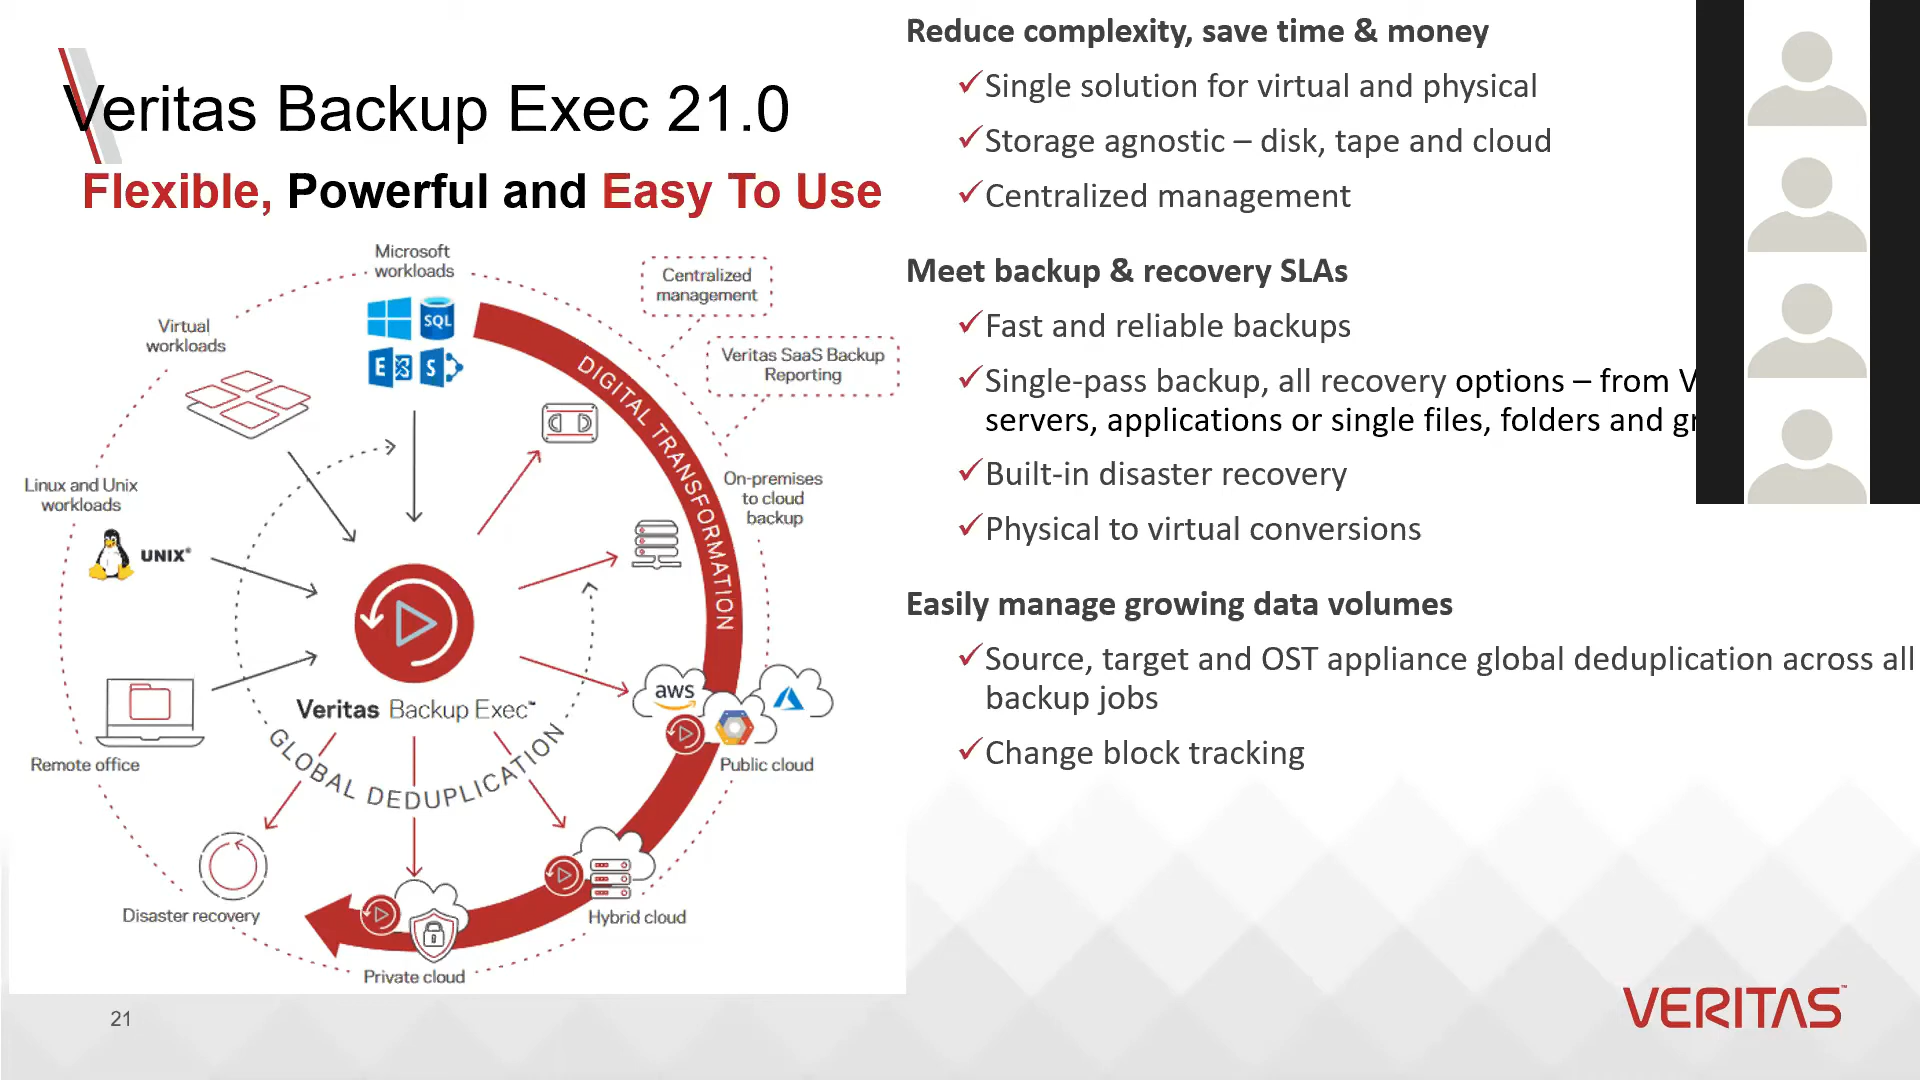 Veritas Backup Exec 21.0
Flexible, Powerful and Easy To Use
Microsoft
workloads
SQL
E
S
Virtual
workloads
Linux and Unix
workloads
UNIX®
Remote office
Centralized
management
Veritas SaaS Backup
Reporting
DIGITAL TRANSFORMATION
On-premises
to cloud
backup
Veritas Backup Exec™
GLOBAL DEDUPLICATION
aws
Public cloud
Hybrid cloud
Private cloud
Disaster recovery
21
Reduce complexity, save time & money
Single solution for virtual and physical
Storage agnostic – disk, tape and cloud
Centralized management
Meet backup & recovery SLAs
Fast and reliable backups
Single-pass backup, all recovery options – from
servers, applications or single files, folders and
Built-in disaster recovery
Physical to virtual conversions
Easily manage growing data volumes
Source, target and OST appliance global deduplication across all
backup jobs
Change block tracking
VERITAS™